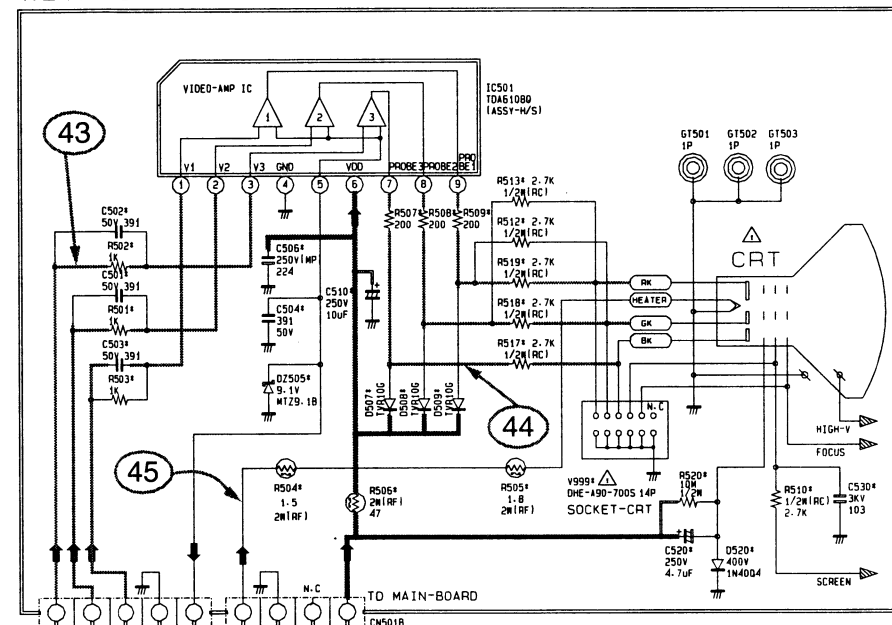 VIDEO-AMP IC
IC501
TDA6108Q
(ASSY-H/S)
1
2
3
V1
V2
V3
GND
VDD
PROBE3
PROBE2
PRO
BE1
1
2
3
4
5
6
7
8
9
43
GT501
1P
GT502
1P
GT503
1P
C502*
50V 391
R502*
1K
C501*
50V 391
R501*
1K
C503*
50V 391
R503*
1K
C506*
250V(MP)
224
C504*
391
50V
DZ505*
9.1V
MTZ9.1B
C510*
250V
10uF
R507*
200
R508*
200
R509*
200
R513* 2.7K
1/2W(RC)
R512* 2.7K
1/2W(RC)
R519* 2.7K
1/2W(RC)
R518* 2.7K
1/2W(RC)
R517* 2.7K
1/2W(RC)
RK
HEATER
GK
BK
CRT
D507*
TVR10G
D508*
TVR10G
D509*
TVR10G
44
N.C
HIGH-V
FOCUS
45
R504*
1.5
2W(RF)
R506*
2W(RF)
47
R505*
1.8
2W(RF)
V999*
DHE-A90-700S 14P
SOCKET-CRT
R520*
10M
1/2W
R510*
1/2W(RC)
2.7K
C530*
3KV
103
C520*
250V
4.7uF
D520*
400V
1N4004
SCREEN
N.C
TO MAIN-BOARD
CN501B